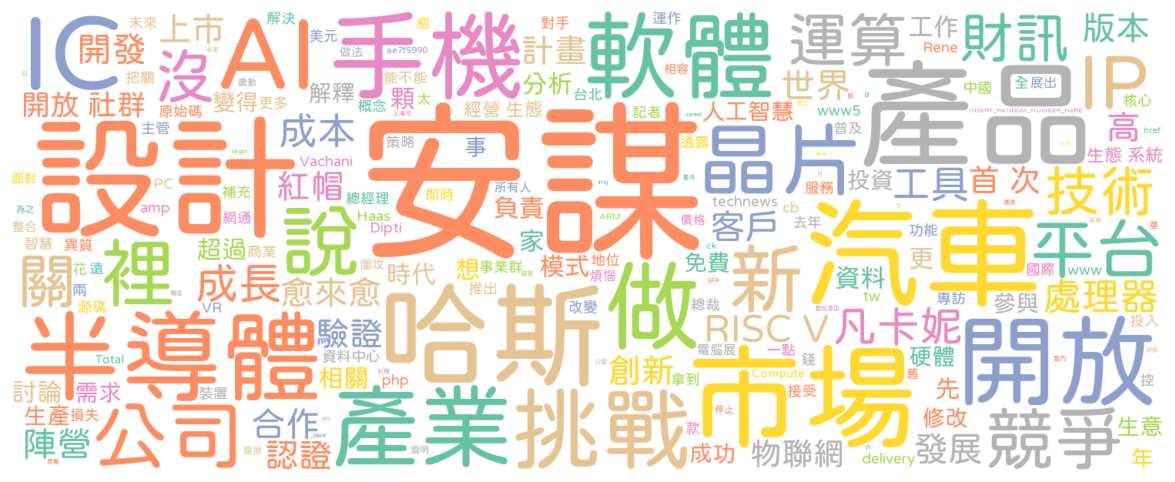 未來 上市 解決 美元 愈 對手 運作 工作 版本
IC 開發 沒 AI 手機 做法 ae7f5990 計畫 軟體 運算 Rene 財訊
把關 能不能 分析 相容 世界 產品 中國 全 展出 IP
開放 社群 原始碼 變得 更多 解釋 概念 顆 太 經營 生態 台北 記者 人工智慧 www5 INSERT_RANDOM_NUMBER_HERE 核心
設計 主管 成本 安謀 策略 事 透露 晶片 普及 高 href
面對 PC Vachani 即時 所有人 投資 工具 首 次 生態 系統
為之 補充 紅帽 總經理 負責 ARM 價格 technews 服務 技術
整合 網通 amp Haas Dipti 家 客戶 cb 去年 汽車 功能 平台
智慧 異質 超過 商業 圍攻 想 事業群 模式 地位 煩惱 免費 ck 新 資料 更 www 國際
關 花 遠 裡 說 成長 時代 推出 做 總裁 tw 專訪 參與 處理器
兩 源碼 VR 愈來愈 哈斯 改變 RISC V 凡卡妮 投入
半導體 驗證 電腦展 一點 硬體 開放
Total 資料中心 創新 拿到 錢 Compute 市場 舊 先 控
討論 需求 裝置 相關 php 產業 挑戰 接受 修改 競爭
生產 損失 公司 合作 停止 款 生意
陣營 認證 證明 成功 物聯網 n delivery 發展 年